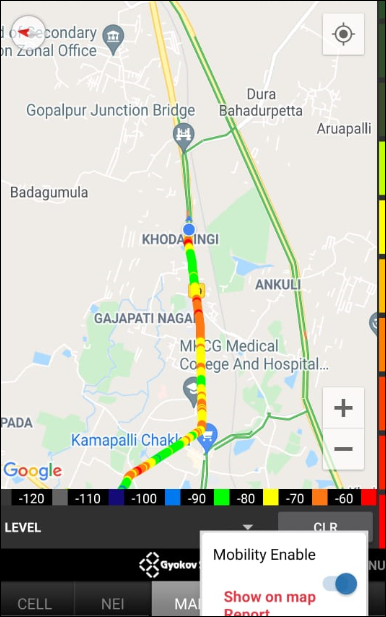 d of Secondary
on Zonal Office
Gopalpur Junction Bridge
Dura
Bahadurpetta
Aruapalli
Badagumula
KHODASINGI
ANKULI
GAJAPATI NAGAR
MKCG Medical
College And Hospital...
PADA
Kamapalli Chakk
Google
+
−
-120 -110 -100 -90 -80 -70 -60
LEVEL
CLR
Gyokov S
NU
Mobility Enable
CELL
NEI
MA
Show on map
Report